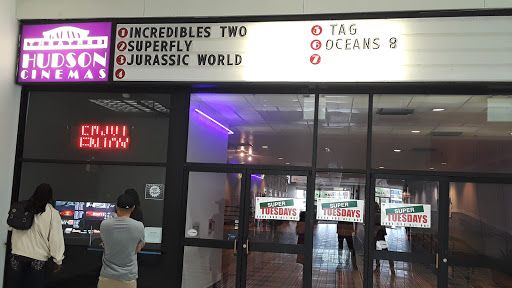 GALAXY
THEATRES
HUDSON
CINEMAS
1 INCREDIBLES TWO
2 SUPERFLY
3 JURASSIC WORLD
4
5 TAG
6 OCEANS 8
7
SUPER
TUESDAYS
SUPER
TUESDAYS
SUPER
TUESDAYS